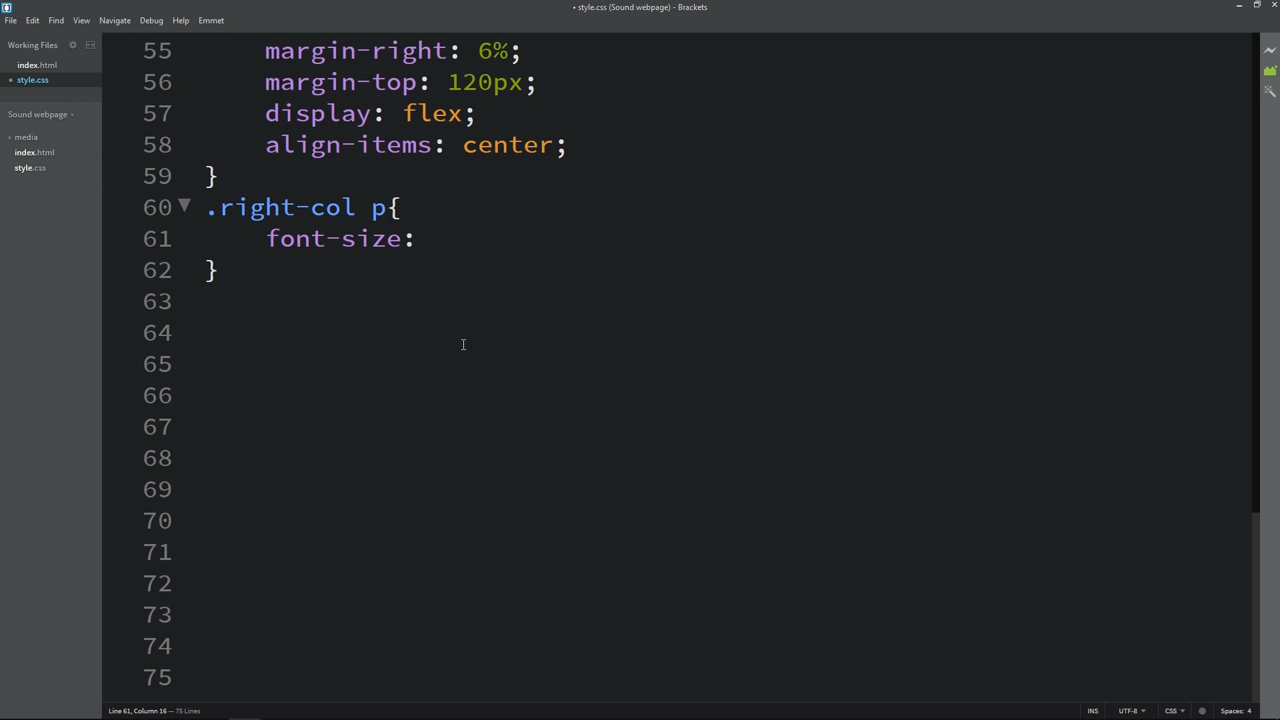 • style.css (Sound webpage) - Brackets
File Edit Find View Navigate Debug Help Emmet
Working Files
index.html
• style.css
Sound webpage
media
index.html
style.css
55 margin-right: 6%;
56 margin-top: 120px;
57 display: flex;
58 align-items: center;
59 }
60 .right-col p{
61 font-size:
62 }
63
64
65
66
67
68
69
70
71
72
73
74
75
Line 61, Column 16 — 75 Lines
INS UTF-8 CSS Spaces: 4